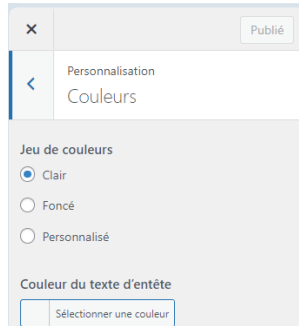 Publié
Personnalisation
Couleurs
Jeu de couleurs
Clair
Foncé
Personnalisé
Couleur du texte d’entête
Sélectionner une couleur